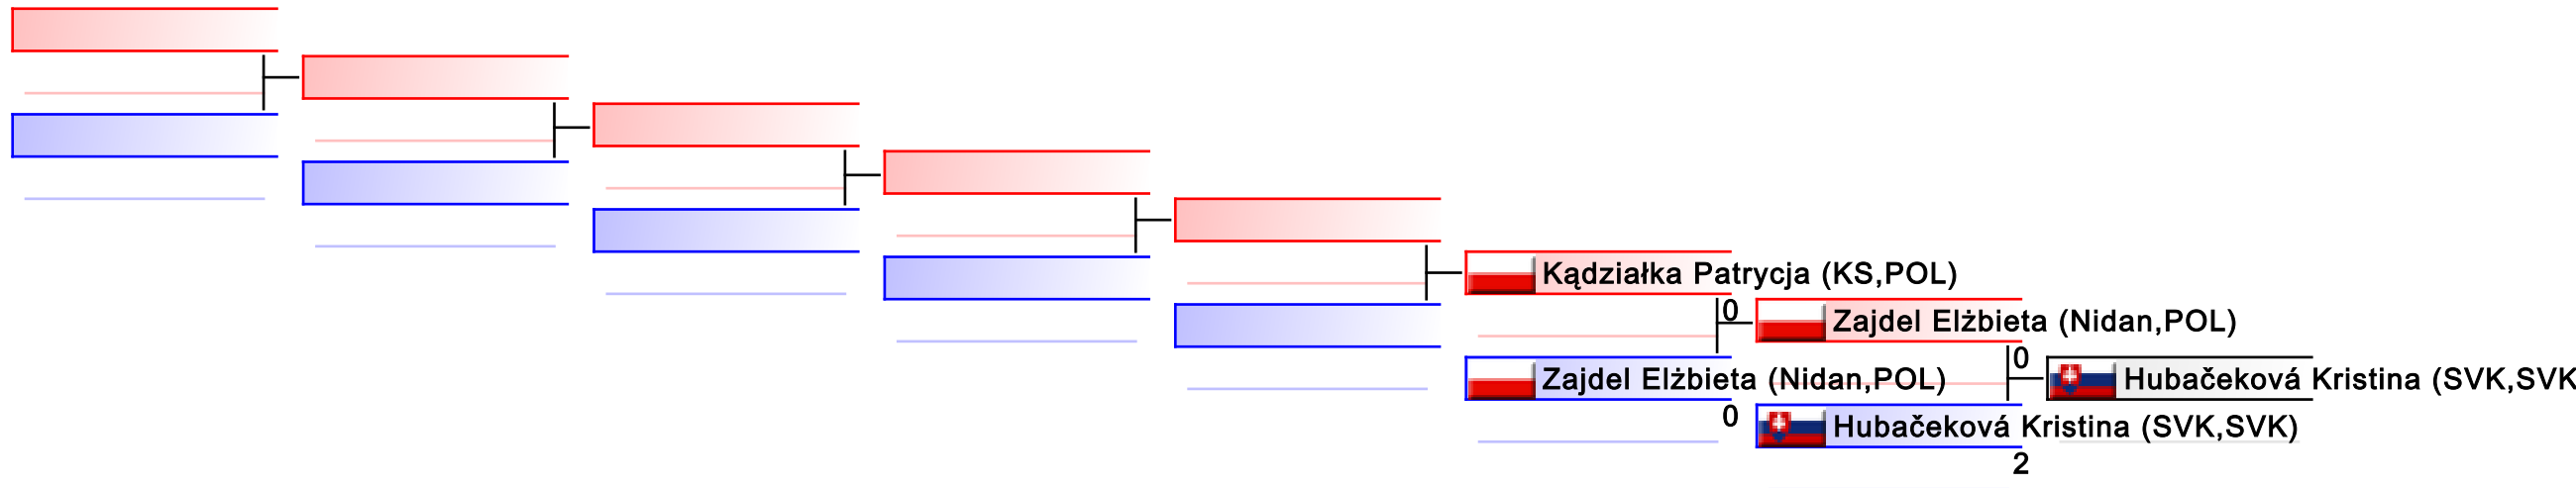 Kądziałka Patrycja (KS,POL)
0
Zajdel Elżbieta (Nidan,POL)
0
Zajdel Elżbieta (Nidan,POL)
Hubačeková Kristina (SVK,SVK
0
Hubačeková Kristina (SVK,SVK)
2